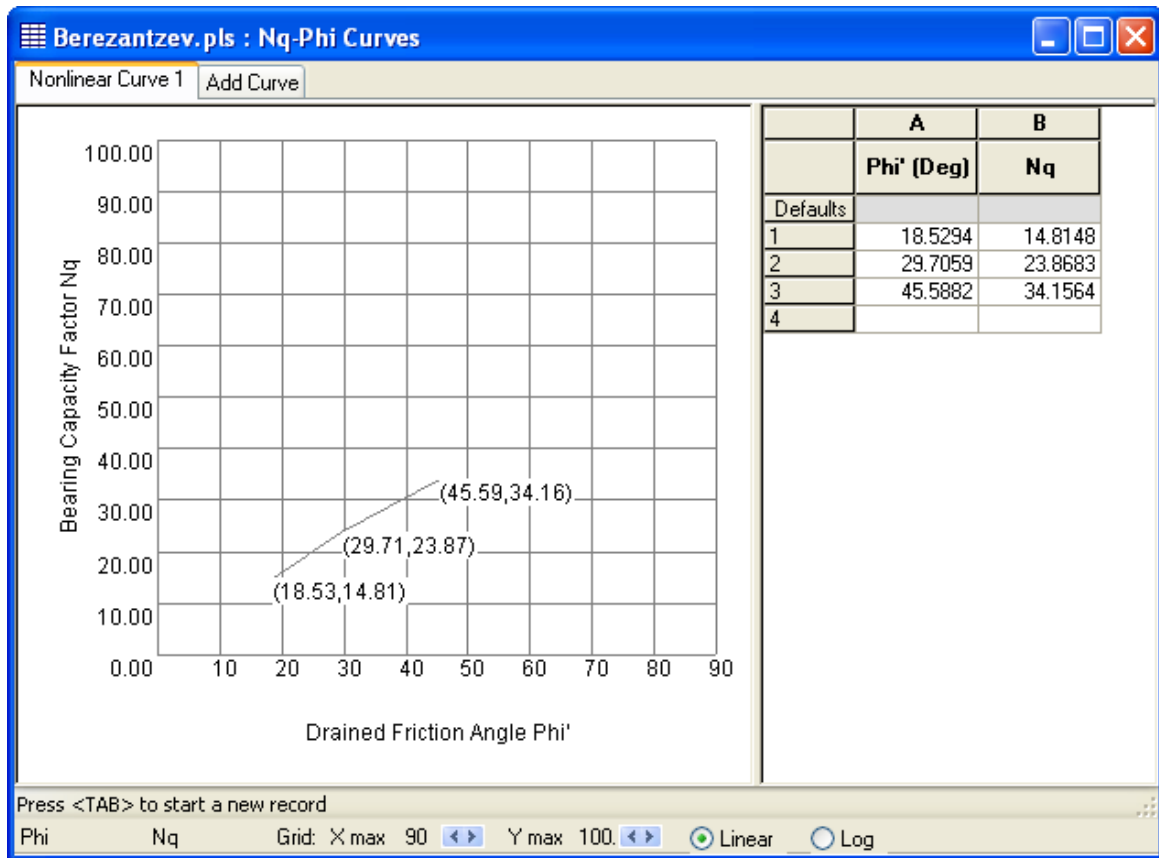 Berezantzev.pls : Nq-Phi Curves
Nonlinear Curve 1 Add Curve
100.00
90.00
80.00
70.00
60.00
50.00
40.00
30.00
20.00
10.00
0.00
Bearing Capacity Factor Nq
(45.59,34.16)
(29.71,23.87)
(18.53,14.81)
10 20 30 40 50 60 70 80 90
Drained Friction Angle Phi'
A B
Phi' (Deg) Nq
Defaults
1 18.5294 14.8148
2 29.7059 23.8683
3 45.5882 34.1564
4
Press <TAB> to start a new record
Phi Nq Grid: X max 90 Y max 100. Linear Log